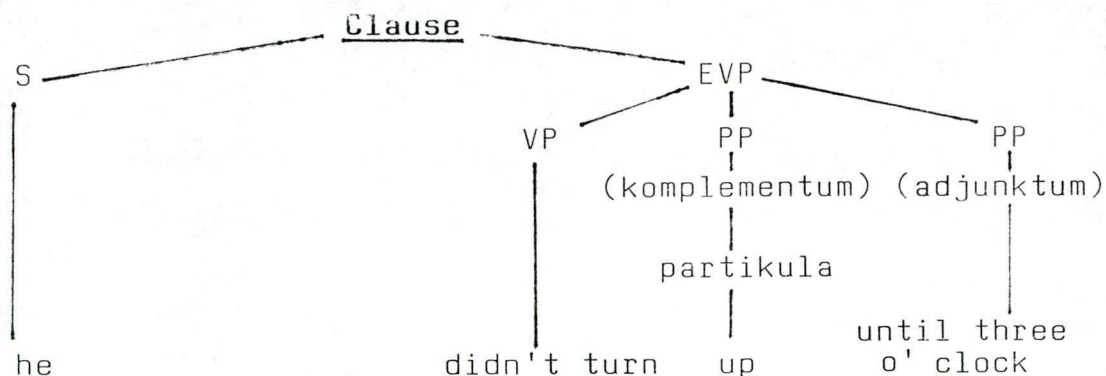 Clause
S EVP
VP PP PP
(komplementum) (adjunktum)
partikula
until three
he didn't turn up o' clock